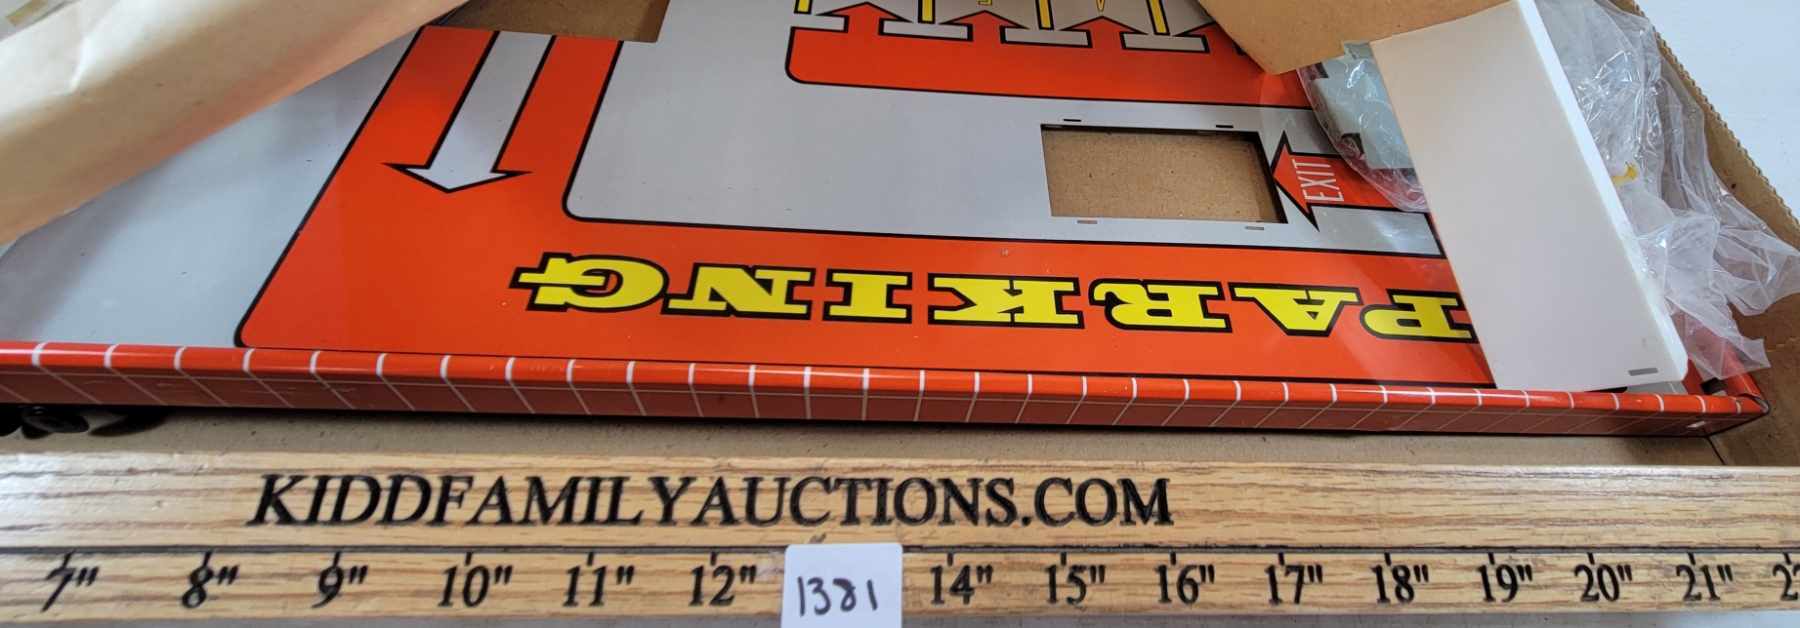 EXIT
PARKING
KIDDFAMILYAUCTIONS.COM
7" 8" 9" 10" 11" 12" 1381 14" 15" 16" 17" 18" 19" 20" 21"